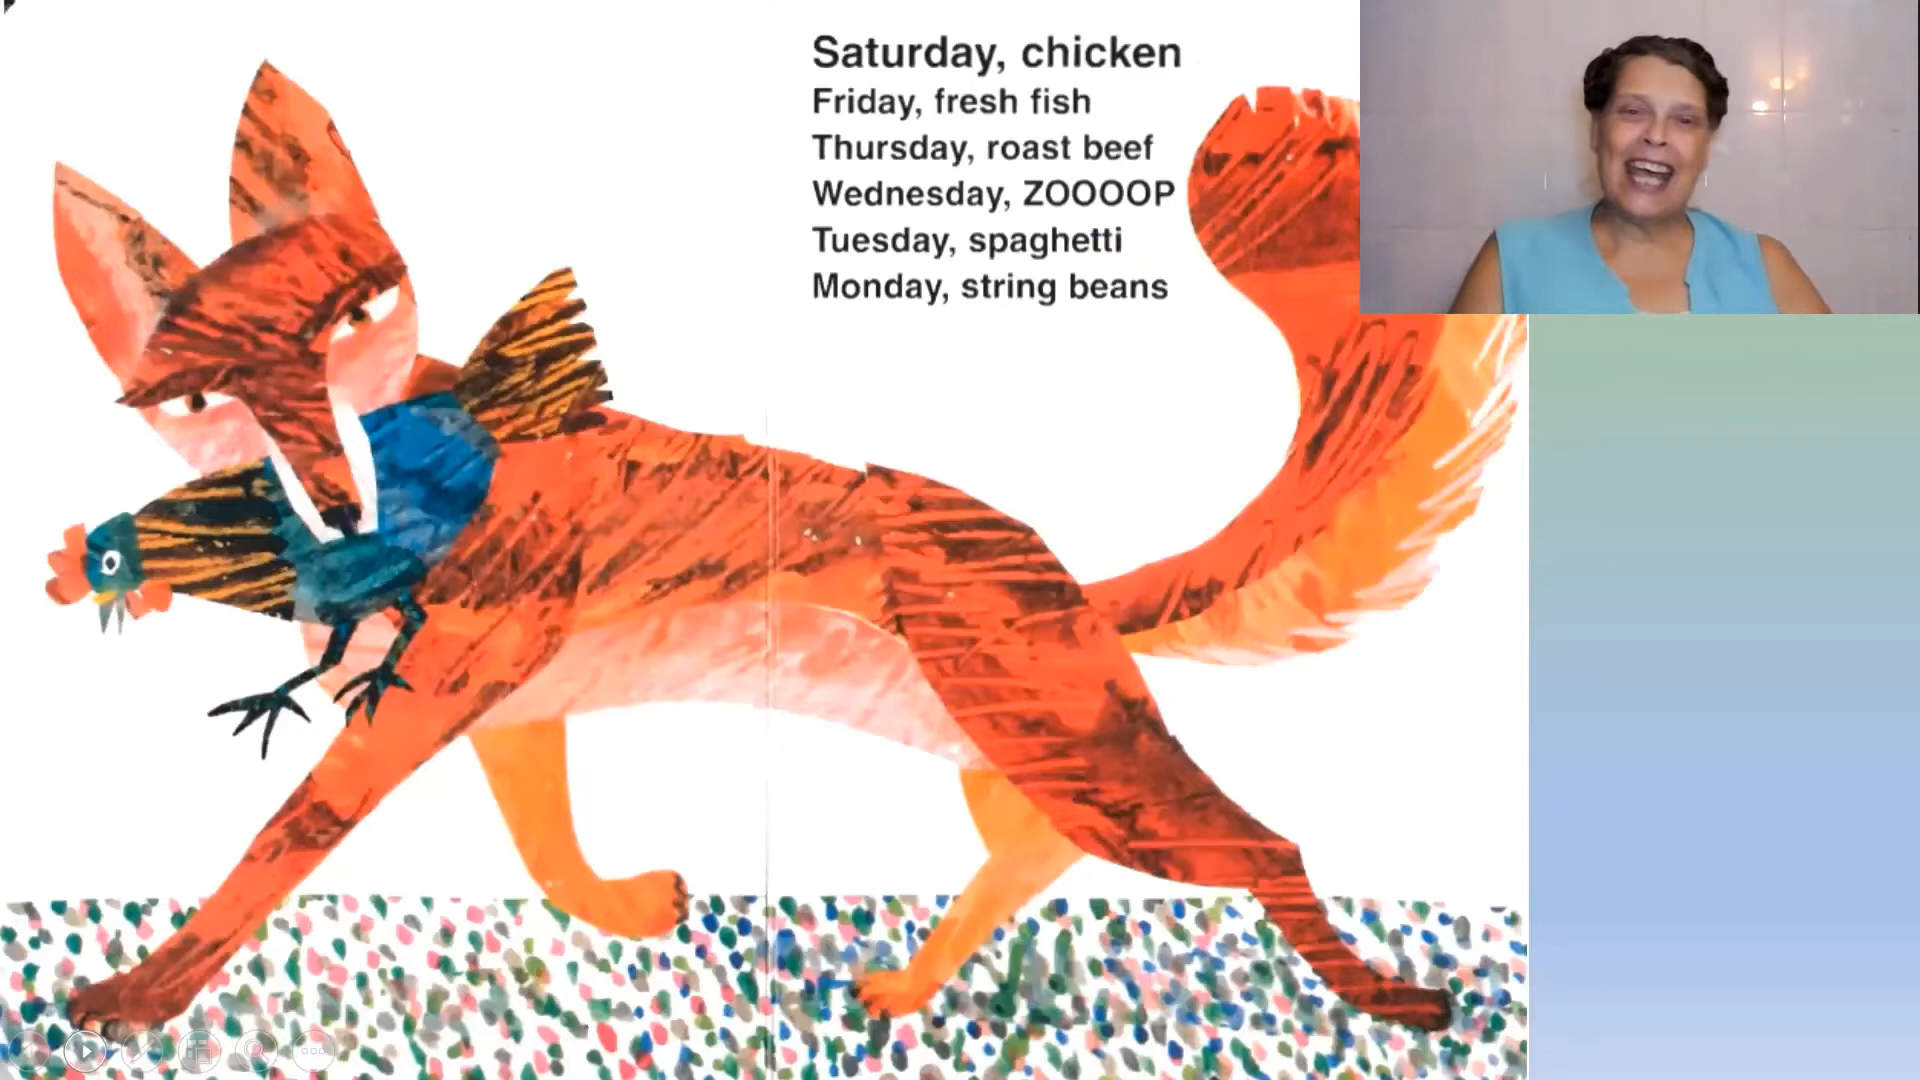 Saturday, chicken
Friday, fresh fish
Thursday, roast beef
Wednesday, ZOOOOP
Tuesday, spaghetti
Monday, string beans